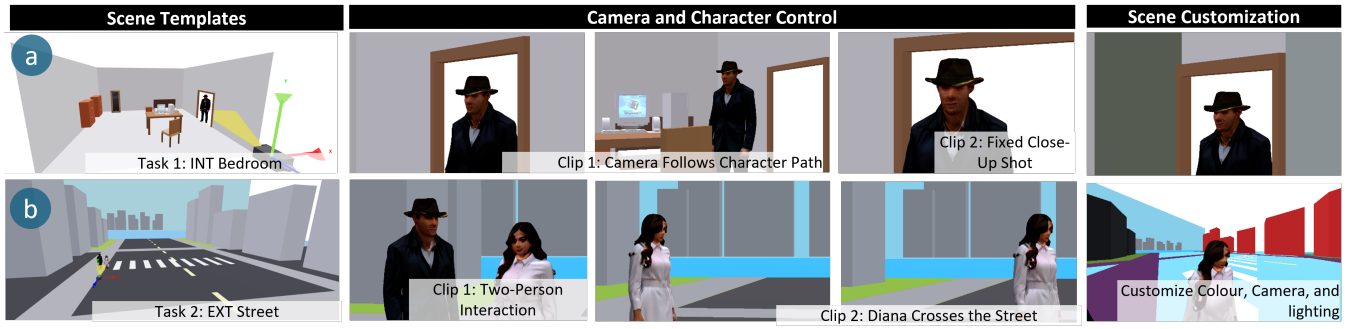 Scene Templates
Camera and Character Control
Scene Customization
a
Task 1: INT Bedroom
Clip 1: Camera Follows Character Path
Clip 2: Fixed Close-
Up Shot
b
Task 2: EXT Street
Clip 1: Two-Person
Interaction
Clip 2: Diana Crosses the Street
Customize Colour, Camera, and
lighting